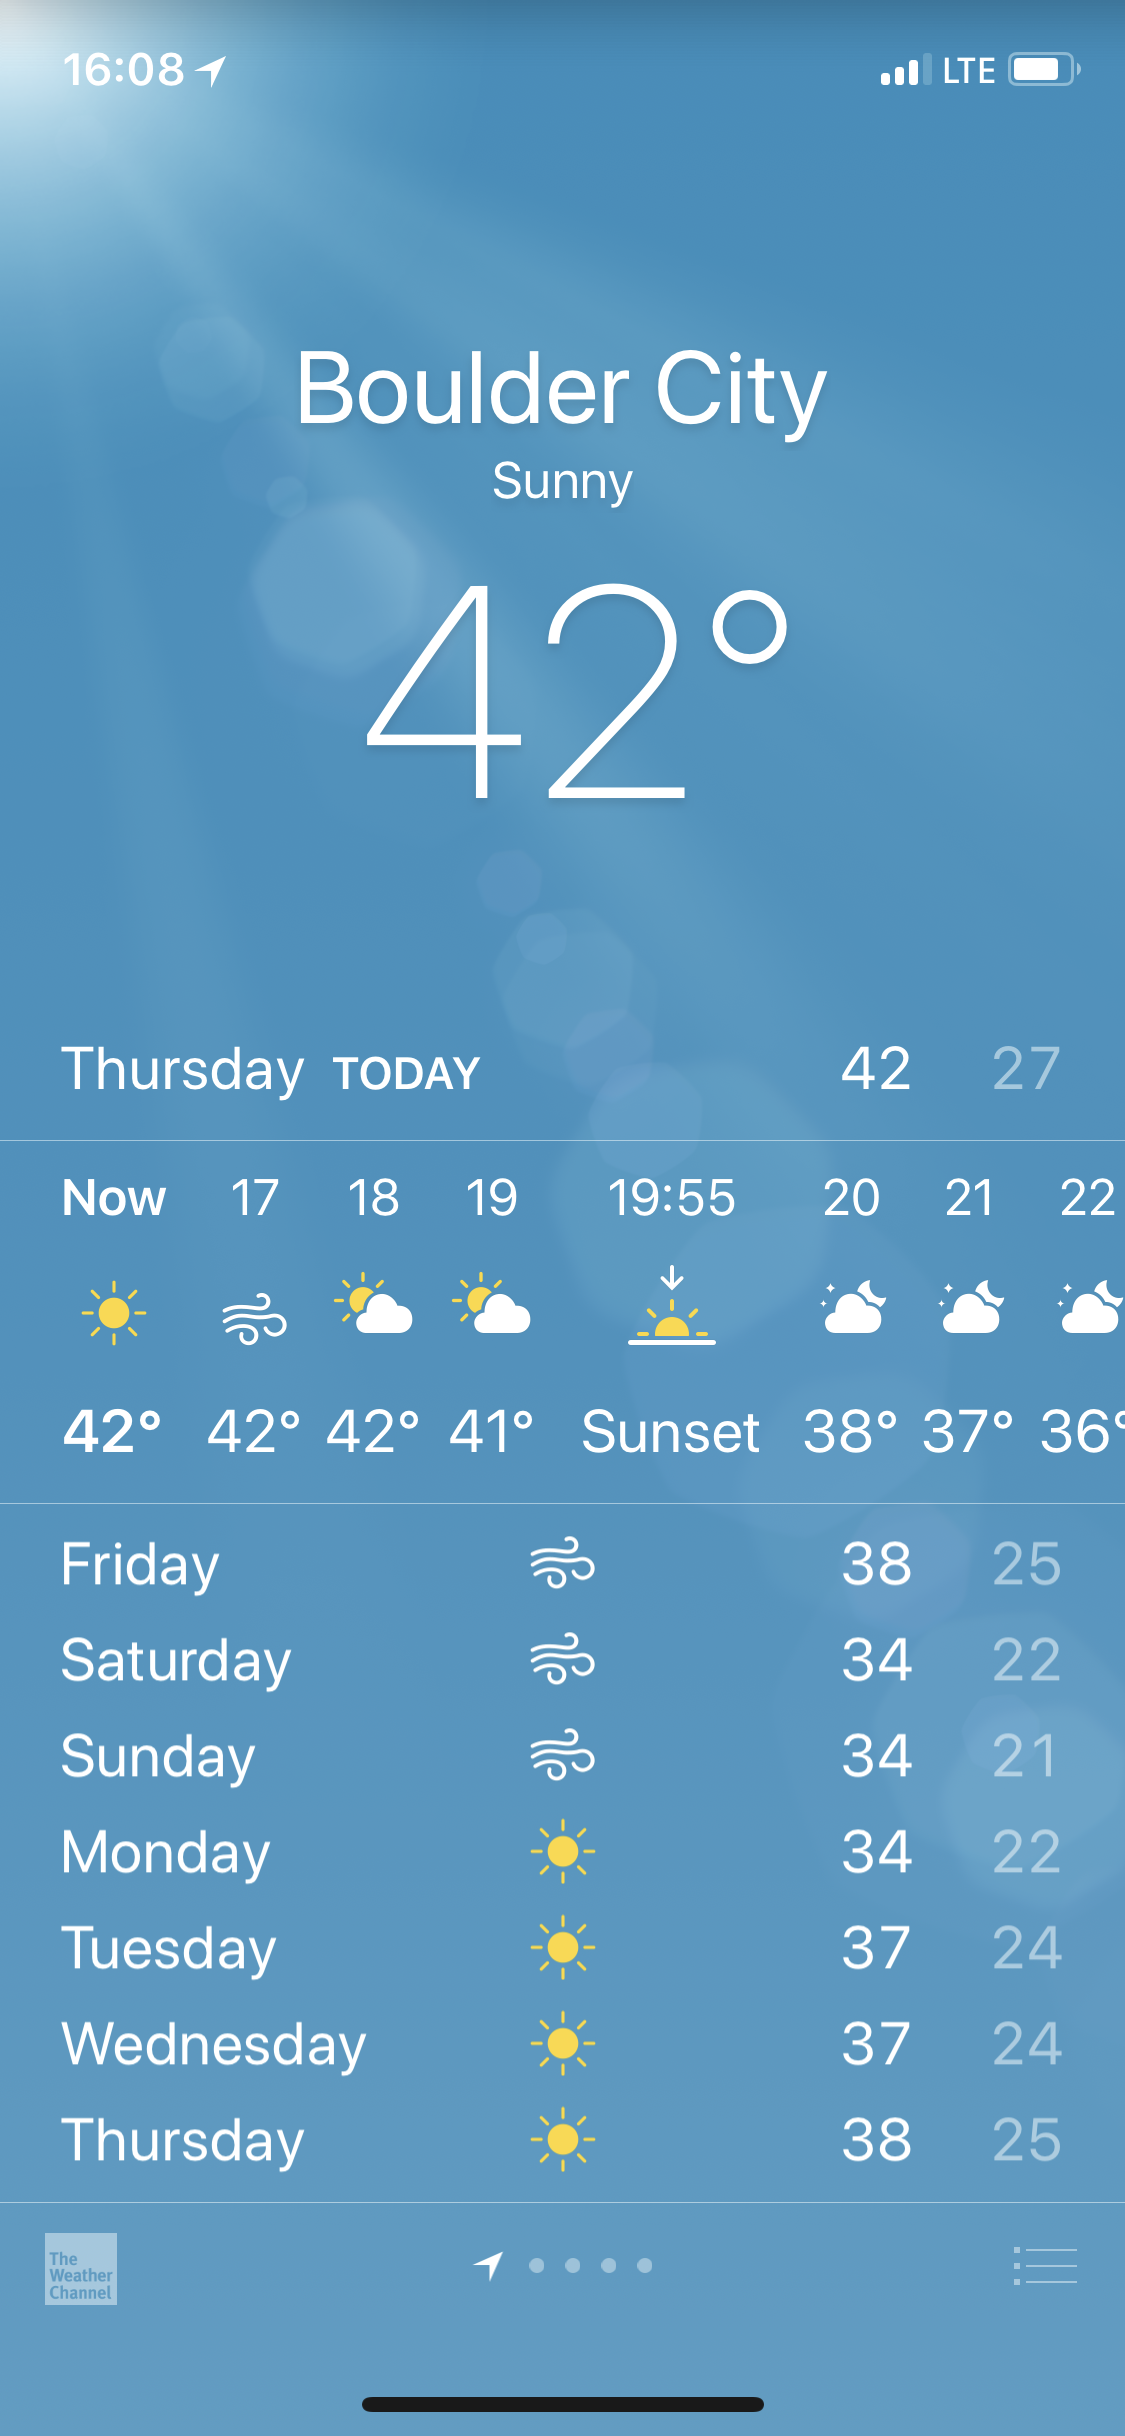 16:08 LTE
Boulder City
Sunny
42°
Thursday TODAY 42 27
Now 17 18 19 19:55 20 21 22
42° 42° 42° 41° Sunset 38° 37° 36°
Friday 38 25
Saturday 34 22
Sunday 34 21
Monday 34 22
Tuesday 37 24
Wednesday 37 24
Thursday 38 25
The
Weather
Channel